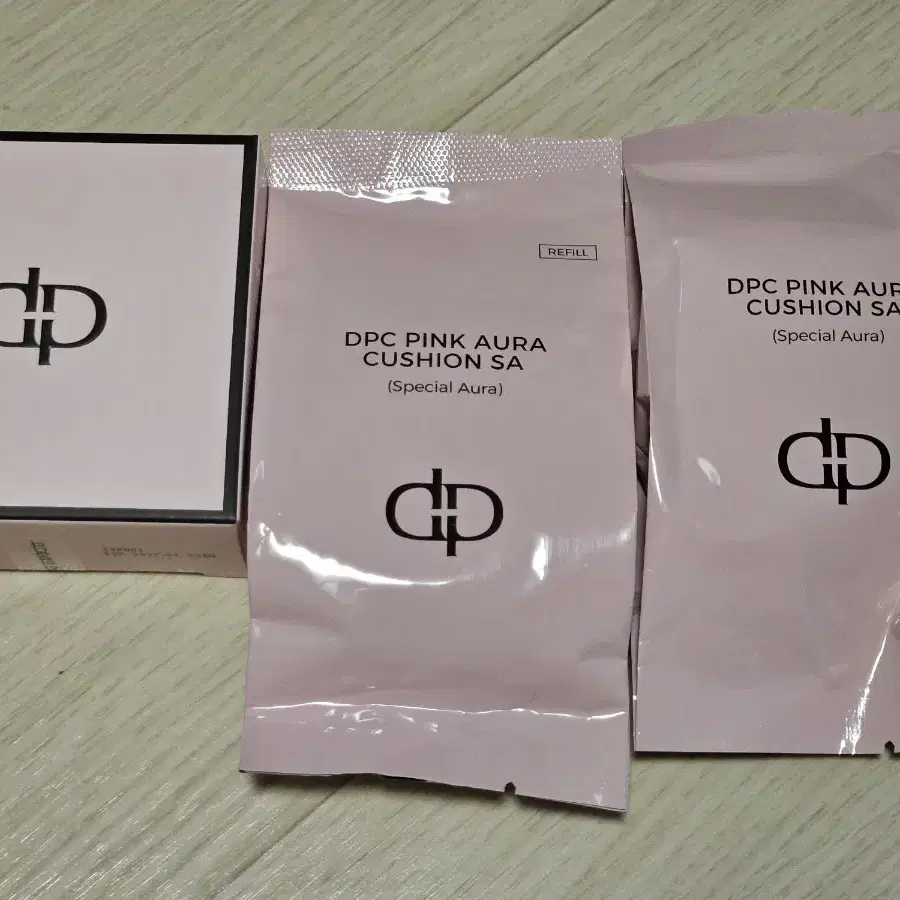 dp
REFILL
DPC PINK AURA
CUSHION SA
(Special Aura)
dp
DPC PINK AUR
CUSHION SA
(Special Aura)
dp